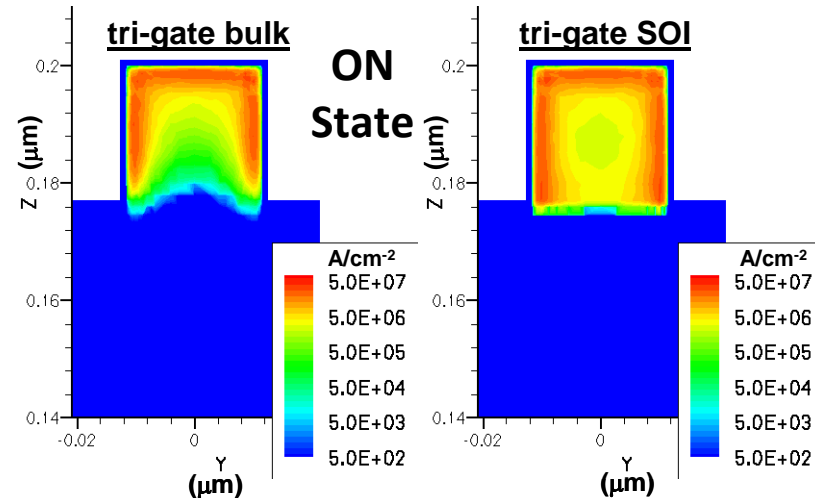 tri-gate bulk
ON
State
tri-gate SOI
0.2
0.18
0.16
0.14
Z (μm)
-0.02
0
Y
(μm)
A/cm-2
5.0E+07
5.0E+06
5.0E+05
5.0E+04
5.0E+03
5.0E+02
0.2
0.18
0.16
0.14
Z (μm)
-0.02
0
Y
(μm)
A/cm-2
5.0E+07
5.0E+06
5.0E+05
5.0E+04
5.0E+03
5.0E+02